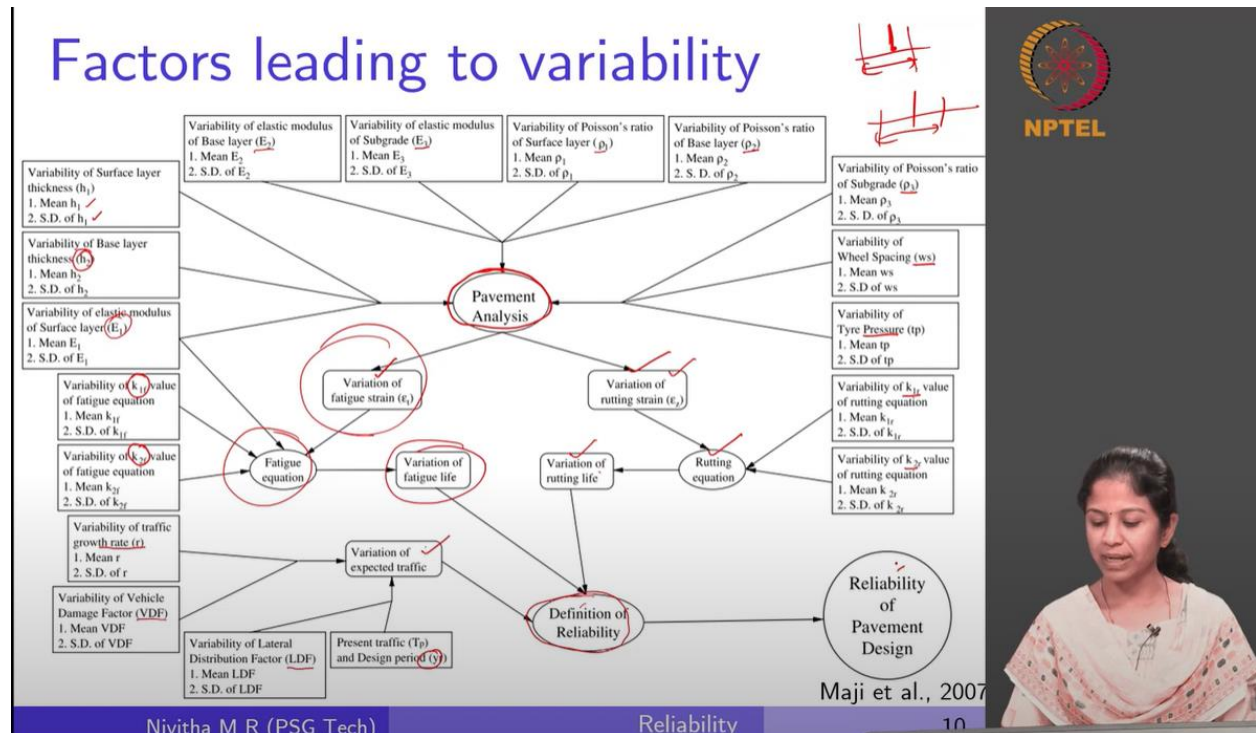 Factors leading to variability
NPTEL
Variability of elastic modulus
of Base layer (E₂)
1. Mean E₂
2. S.D. of E₂
Variability of elastic modulus
of Subgrade (E₃)
1. Mean E₃
2. S.D. of E₃
Variability of Poisson's ratio
of Surface layer (ρ₁)
1. Mean ρ₁
2. S.D. of ρ₁
Variability of Poisson's ratio
of Base layer (ρ₂)
1. Mean ρ₂
2. S.D. of ρ₂
Variability of Surface layer
thickness (h₁)
1. Mean h₁
2. S.D. of h₁
Variability of Poisson's ratio
of Subgrade (ρ₃)
1. Mean ρ₃
2. S. D. of ρ₃
Variability of Base layer
thickness (h₂)
1. Mean h₂
2. S.D. of h₂
Variability of
Wheel Spacing (ws)
1. Mean ws
2. S.D of ws
Pavement
Analysis
Variability of elastic modulus
of Surface layer (E₁)
1. Mean E₁
2. S.D. of E₁
Variability of
Tyre Pressure (tp)
1. Mean tp
2. S.D of tp
Variation of
fatigue strain (εₜ)
Variation of
rutting strain (ε_z)
Variability of k₁f value
of fatigue equation
1. Mean k₁f
2. S.D. of k₁f
Variability of k₁r value
of rutting equation
1. Mean k₁r
2. S.D. of k₁r
Variability of k₂f value
of fatigue equation
1. Mean k₂f
2. S.D. of k₂f
Fatigue
equation
Variation of
fatigue life
Variation of
rutting life
Rutting
equation
Variability of k₂r value
of rutting equation
1. Mean k ₂r
2. S.D. of k ₂r
Variability of traffic
growth rate (r)
1. Mean r
2. S.D. of r
Variation of
expected traffic
Variability of Vehicle
Damage Factor (VDF)
1. Mean VDF
2. S.D. of VDF
Variability of Lateral
Distribution Factor (LDF)
1. Mean LDF
2. S.D. of LDF
Present traffic (Tₚ)
and Design period (yr)
Definition of
Reliability
Reliability
of
Pavement
Design
Maji et al., 2007
Nivitha M R (PSG Tech)
Reliability
10